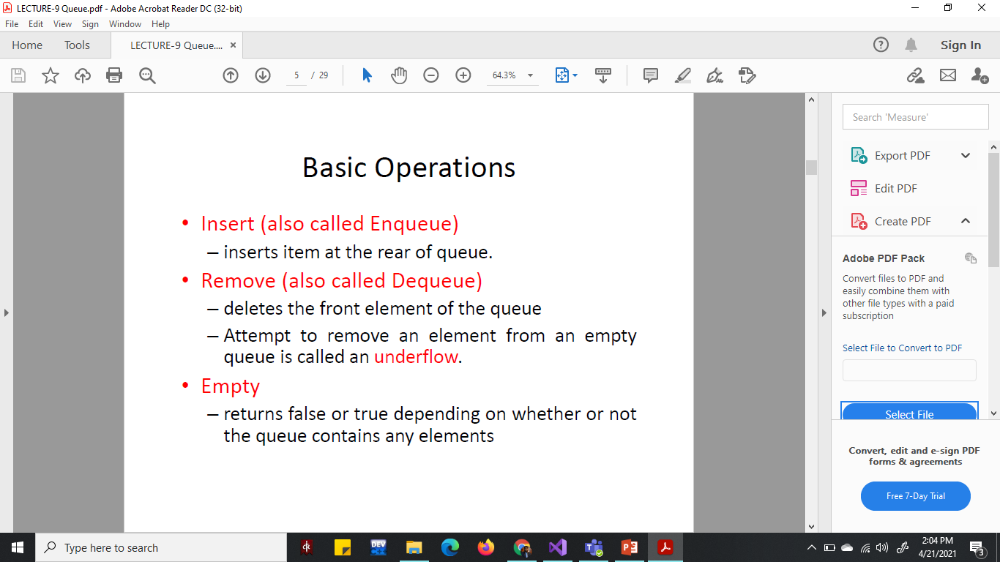 LECTURE-9 Queue.pdf - Adobe Acrobat Reader DC (32-bit)
File Edit View Sign Window Help
Home Tools LECTURE-9 Queue.... × Sign In
5 / 29 64.3%
Basic Operations
• Insert (also called Enqueue)
– inserts item at the rear of queue.
• Remove (also called Dequeue)
– deletes the front element of the queue
– Attempt to remove an element from an empty
queue is called an underflow.
• Empty
– returns false or true depending on whether or not
the queue contains any elements
Search 'Measure'
Export PDF
Edit PDF
Create PDF
Adobe PDF Pack
Convert files to PDF and
easily combine them with
other file types with a paid
subscription
Select File to Convert to PDF
Select File
Convert, edit and e-sign PDF
forms & agreements
Free 7-Day Trial
Type here to search
DEV
2:04 PM
4/21/2021
3